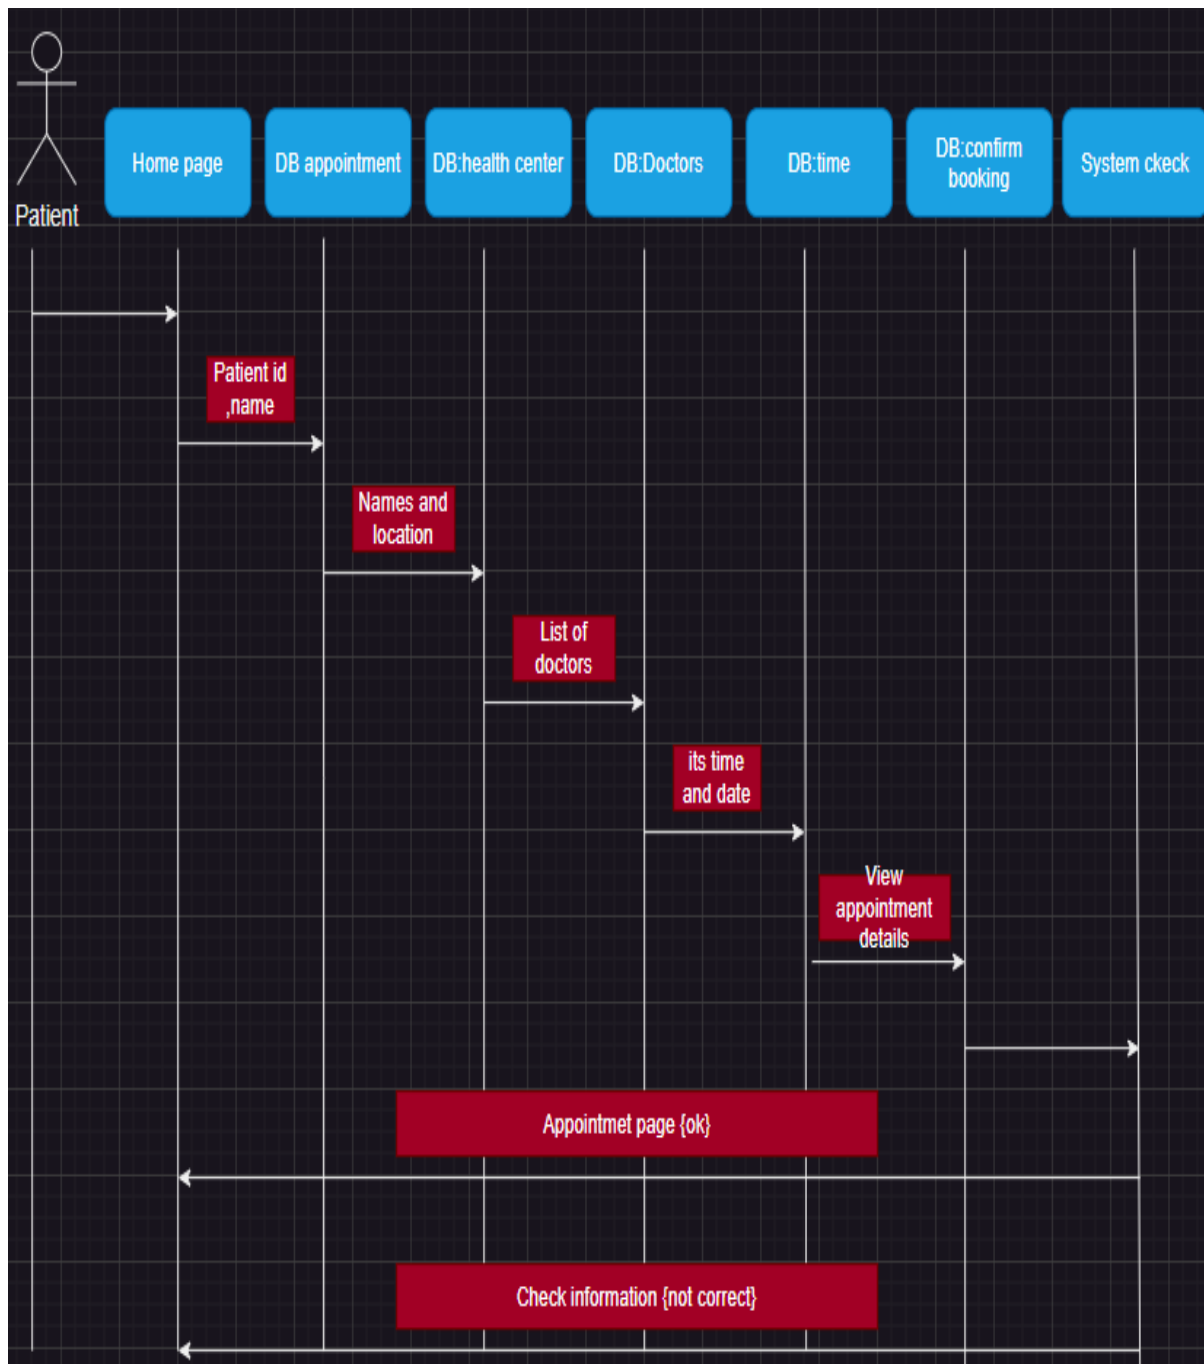 Patient
Home page
DB appointment
DB:health center
DB:Doctors
DB:time
DB:confirm
booking
System ckeck
Patient id
,name
Names and
location
List of
doctors
its time
and date
View
appointment
details
Appointmet page {ok}
Check information {not correct}